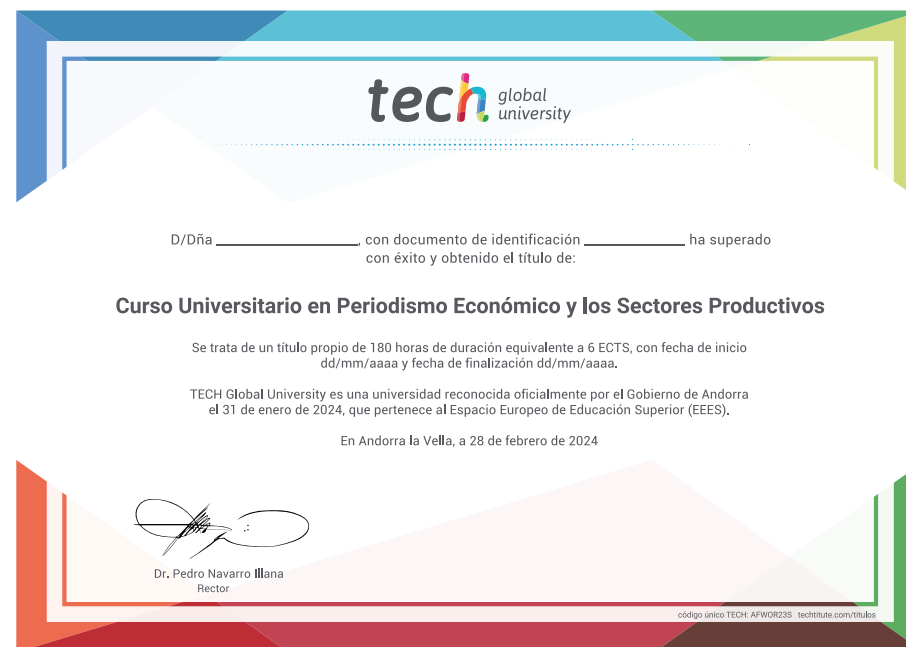 tech global university
D/Dña ________________, con documento de identificación ____________ ha superado
con éxito y obtenido el título de:
Curso Universitario en Periodismo Económico y los Sectores Productivos
Se trata de un título propio de 180 horas de duración equivalente a 6 ECTS, con fecha de inicio
dd/mm/aaaa y fecha de finalización dd/mm/aaaa.
TECH Global University es una universidad reconocida oficialmente por el Gobierno de Andorra
el 31 de enero de 2024, que pertenece al Espacio Europeo de Educación Superior (EEES).
En Andorra la Vella, a 28 de febrero de 2024
Dr. Pedro Navarro Illana
Rector
código único TECH: AFWOR23S techtitute.com/titulos